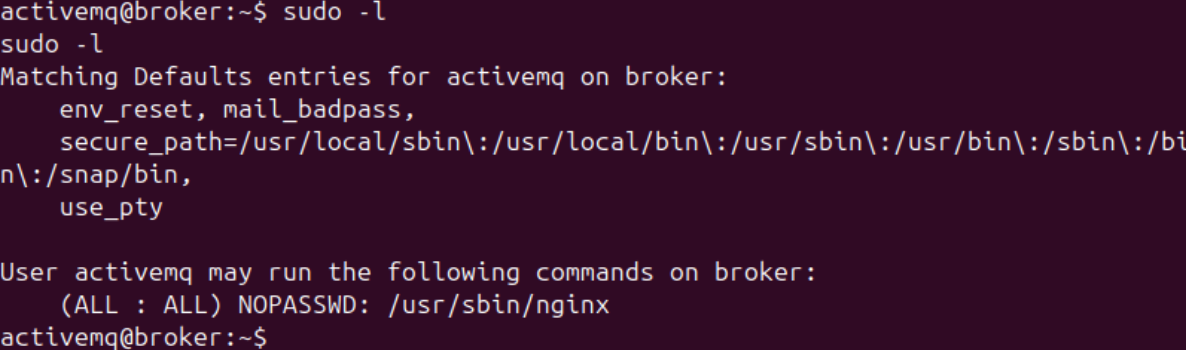 activemq@broker:~$ sudo -l
sudo -l
Matching Defaults entries for activemq on broker:
    env_reset, mail_badpass,
    secure_path=/usr/local/sbin\:/usr/local/bin\:/usr/sbin\:/usr/bin\:/sbin\:/bi
n\:/snap/bin,
    use_pty

User activemq may run the following commands on broker:
    (ALL : ALL) NOPASSWD: /usr/sbin/nginx
activemq@broker:~$